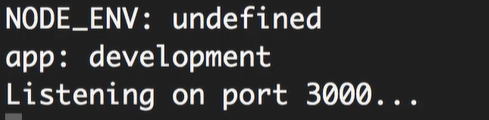 NODE_ENV: undefined
app: development
Listening on port 3000...